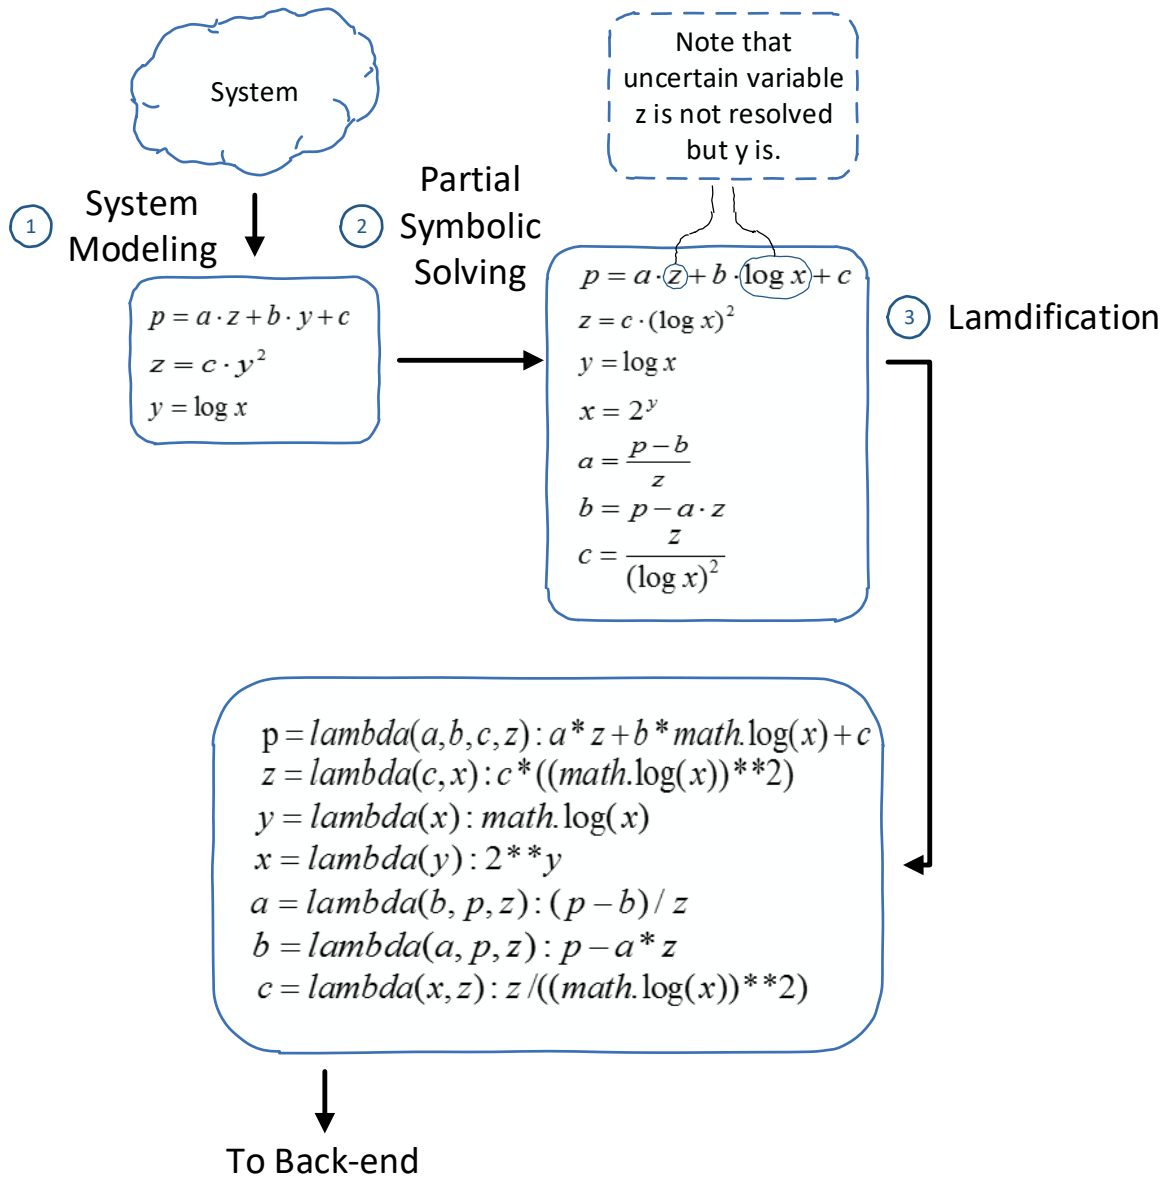 System
Note that
uncertain variable
z is not resolved
but y is.
1
System
Modeling
2
Partial
Symbolic
Solving
p = a · z + b · y + c
z = c · y²
y = log x
p = a · z + b · log x + c
z = c · (log x)²
y = log x
x = 2^y
a = (p − b) / z
b = p − a · z
c = z / (log x)²
3
Lamdification
p = lambda(a,b,c,z): a*z+b*math.log(x)+c
z = lambda(c,x): c*((math.log(x))**2)
y = lambda(x): math.log(x)
x = lambda(y): 2**y
a = lambda(b, p, z): (p − b) / z
b = lambda(a, p, z): p − a * z
c = lambda(x, z): z /((math.log(x))**2)
To Back-end